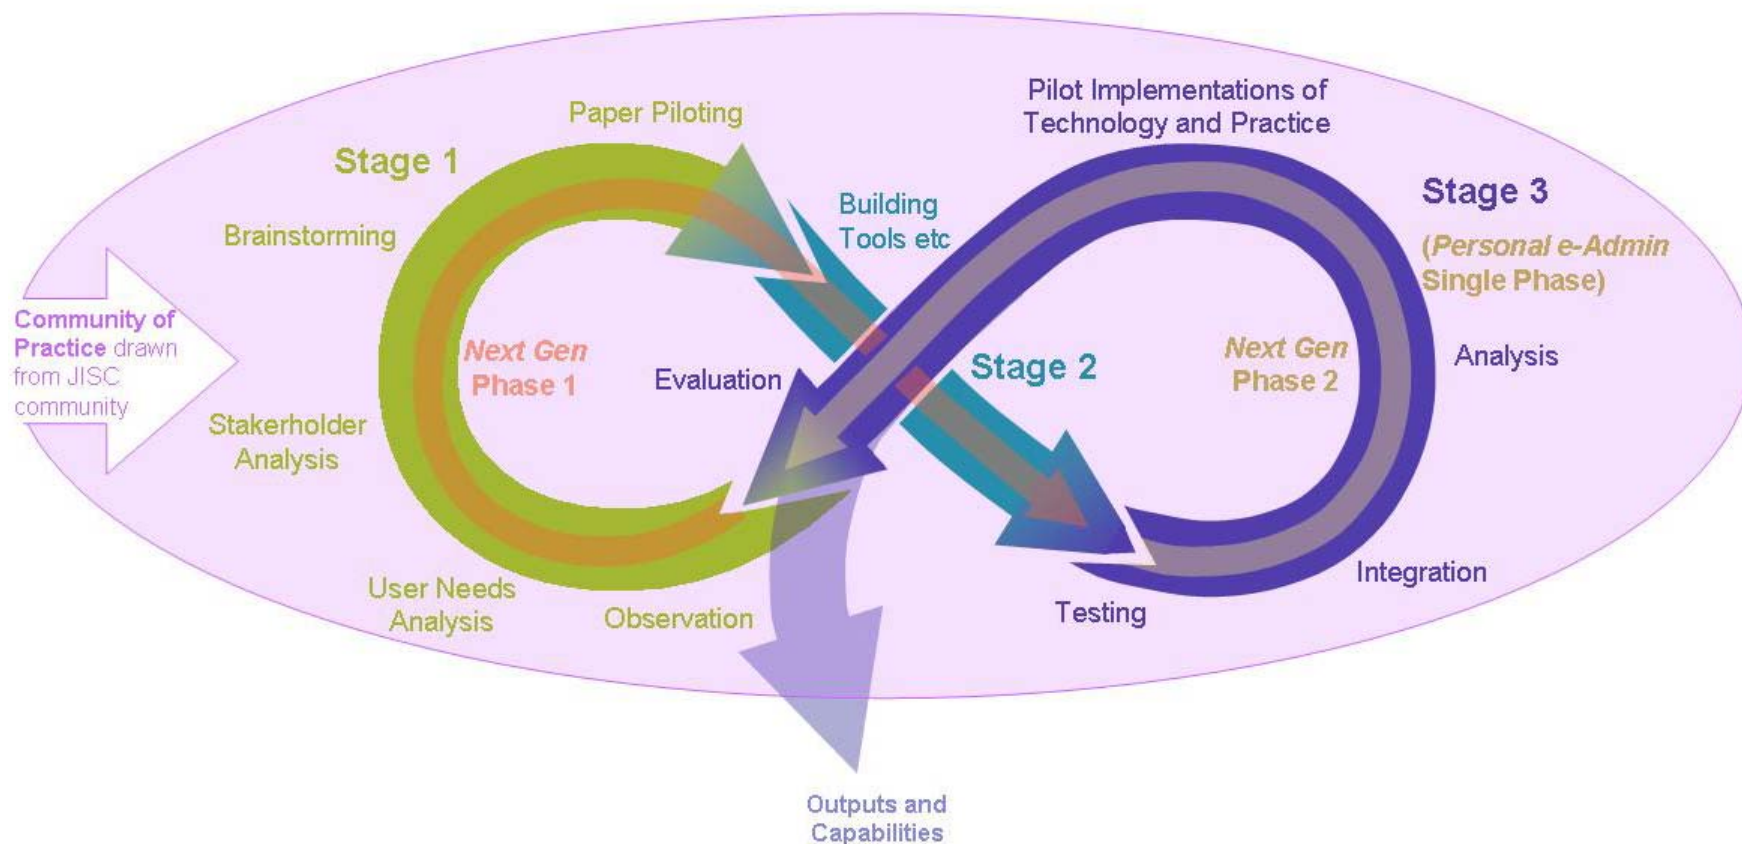 Community of
Practice drawn
from JISC
community
Stage 1
Paper Piloting
Brainstorming
Stakerholder
Analysis
User Needs
Analysis
Observation
Next Gen
Phase 1
Evaluation
Building
Tools etc
Stage 2
Pilot Implementations of
Technology and Practice
Stage 3
(Personal e-Admin
Single Phase)
Next Gen
Phase 2
Analysis
Integration
Testing
Outputs and
Capabilities